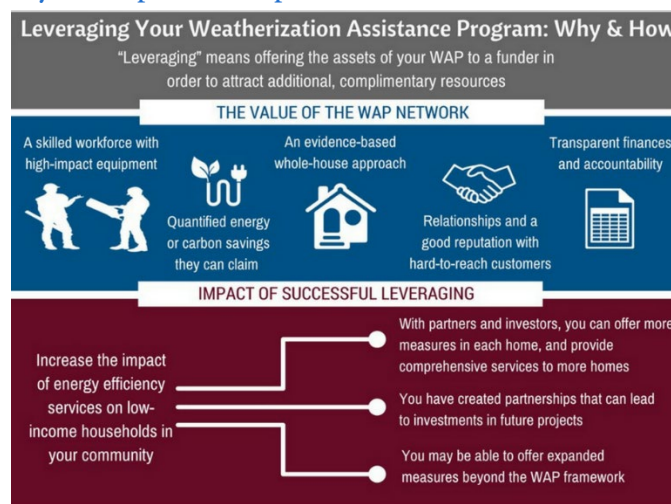 Leveraging Your Weatherization Assistance Program: Why & How
“Leveraging” means offering the assets of your WAP to a funder in
order to attract additional, complimentary resources
THE VALUE OF THE WAP NETWORK
A skilled workforce with
high-impact equipment
Quantified energy
or carbon savings
they can claim
An evidence-based
whole-house approach
Relationships and a
good reputation with
hard-to-reach customers
Transparent finances
and accountability
IMPACT OF SUCCESSFUL LEVERAGING
Increase the impact
of energy efficiency
services on low-
income households in
your community
With partners and investors, you can offer more
measures in each home, and provide
comprehensive services to more homes
You have created partnerships that can lead
to investments in future projects
You may be able to offer expanded
measures beyond the WAP framework